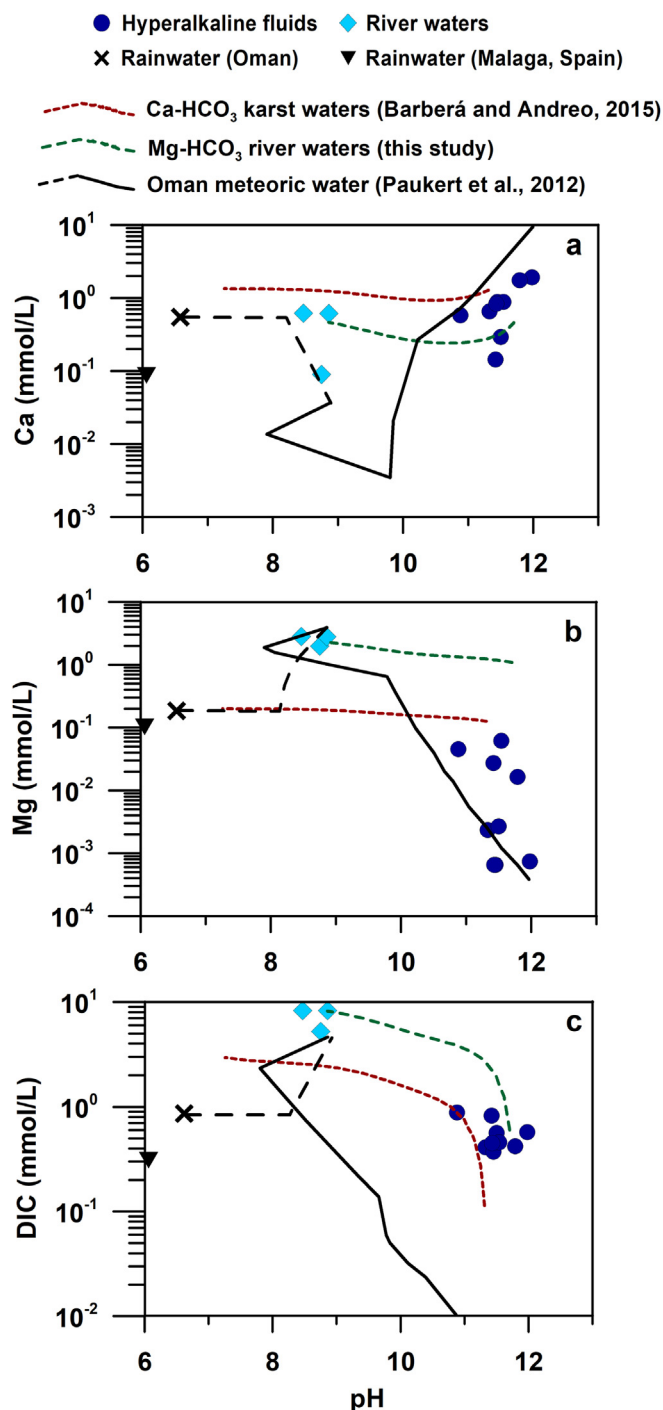 Hyperalkaline fluids River waters
Rainwater (Oman) Rainwater (Malaga, Spain)
Ca-HCO3 karst waters (Barberá and Andreo, 2015)
Mg-HCO3 river waters (this study)
Oman meteoric water (Paukert et al., 2012)
a
Ca (mmol/L)
10^1
10^0
10^-1
10^-2
10^-3
6 8 10 12
b
Mg (mmol/L)
10^1
10^0
10^-1
10^-2
10^-3
10^-4
6 8 10 12
c
DIC (mmol/L)
10^1
10^0
10^-1
10^-2
6 8 10 12
pH